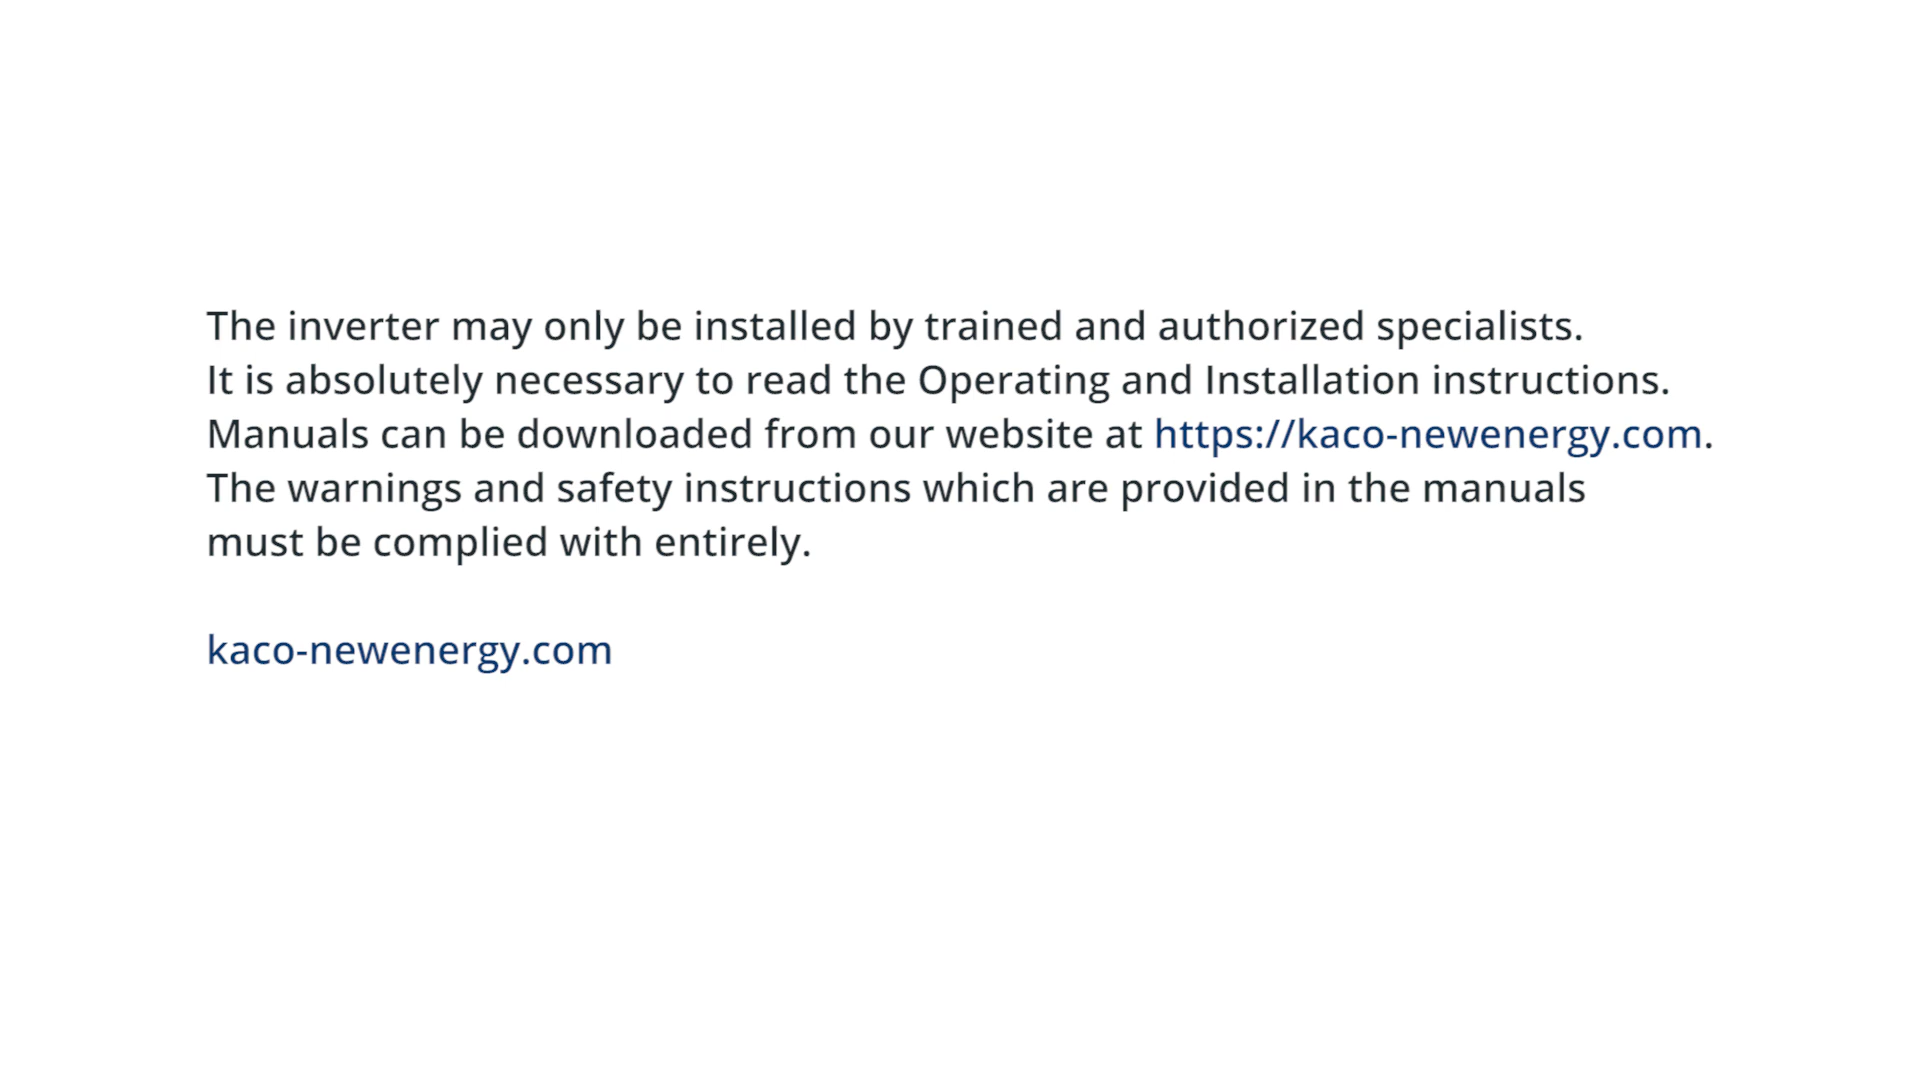 The inverter may only be installed by trained and authorized specialists.
It is absolutely necessary to read the Operating and Installation instructions.
Manuals can be downloaded from our website at https://kaco-newenergy.com.
The warnings and safety instructions which are provided in the manuals
must be complied with entirely.
kaco-newenergy.com